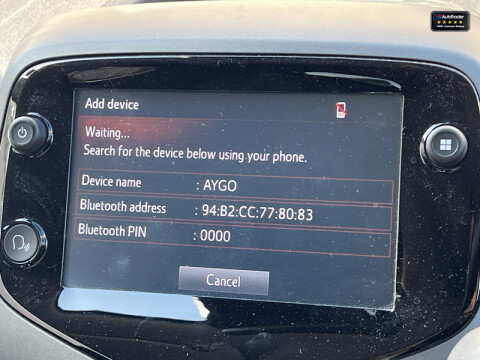 AutoTrader
Add device
Waiting...
Search for the device below using your phone.
Device name : AYGO
Bluetooth address : 94:B2:CC:77:80:83
Bluetooth PIN : 0000
Cancel